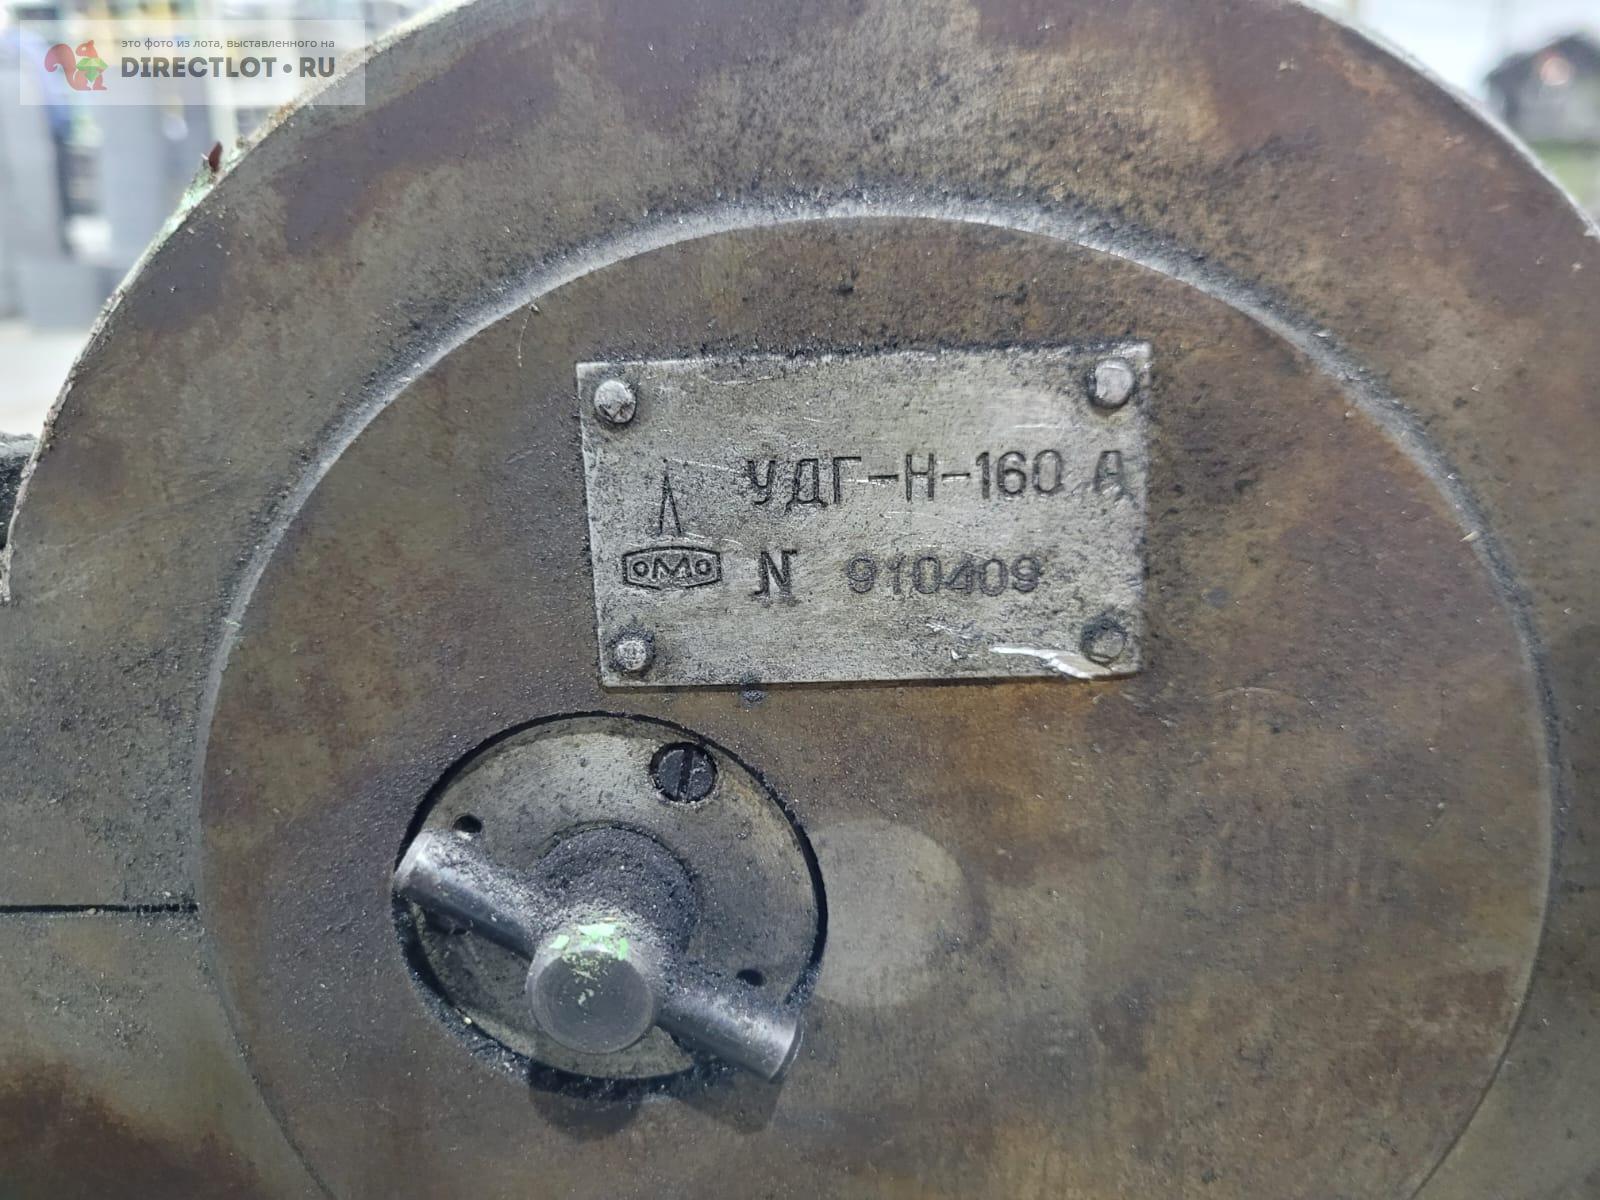 это фото из лота, выставленного на
DIRECTLOT•RU
УДГ-Н-160 А
ОМО
N 910409